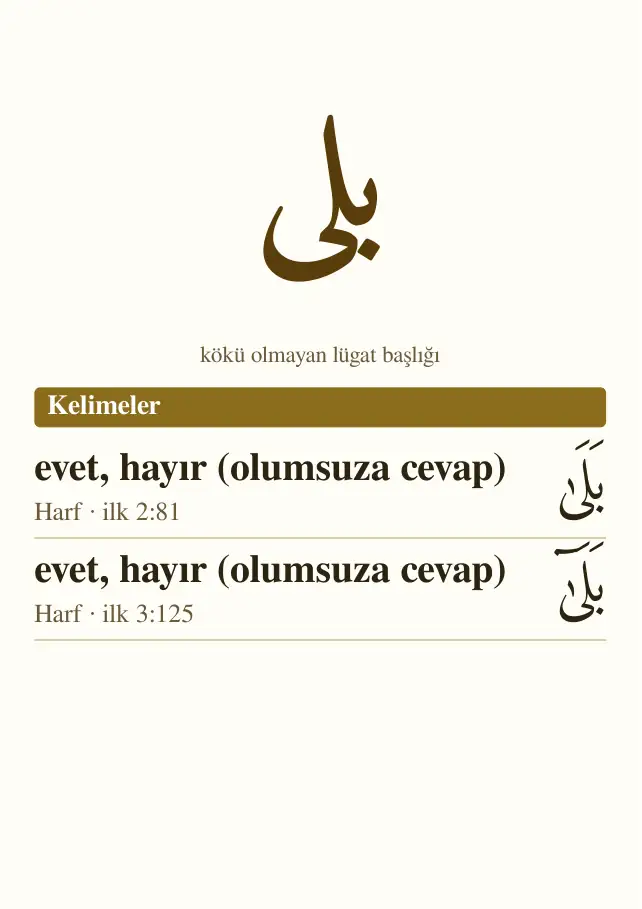 بلى
kökü olmayan lügat başlığı
Kelimeler
evet, hayır (olumsuza cevap) بَلَىٰ
Harf · ilk 2:81
evet, hayır (olumsuza cevap) بَلَىٰٓ
Harf · ilk 3:125